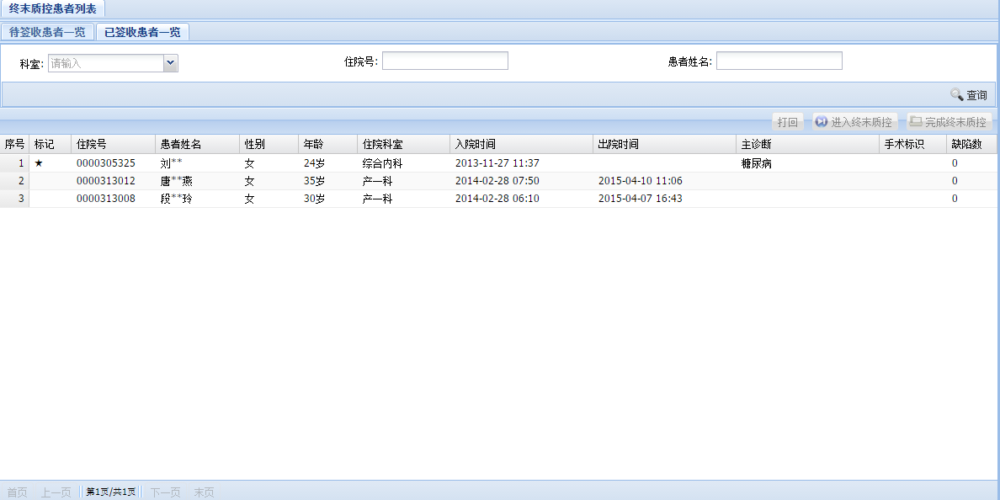 终末质控患者列表
待签收患者一览 已签收患者一览
科室: 请输入 住院号: 患者姓名:
查询
打回 进入终末质控 完成终末质控
序号 标记 住院号 患者姓名 性别 年龄 住院科室 入院时间 出院时间 主诊断 手术标识 缺陷数
1 ★ 0000305325 刘** 女 24岁 综合内科 2013-11-27 11:37 糖尿病 0
2 0000313012 唐**燕 女 35岁 产一科 2014-02-28 07:50 2015-04-10 11:06 0
3 0000313008 段**玲 女 30岁 产一科 2014-02-28 06:10 2015-04-07 16:43 0
首页 上一页 第1页/共1页 下一页 末页